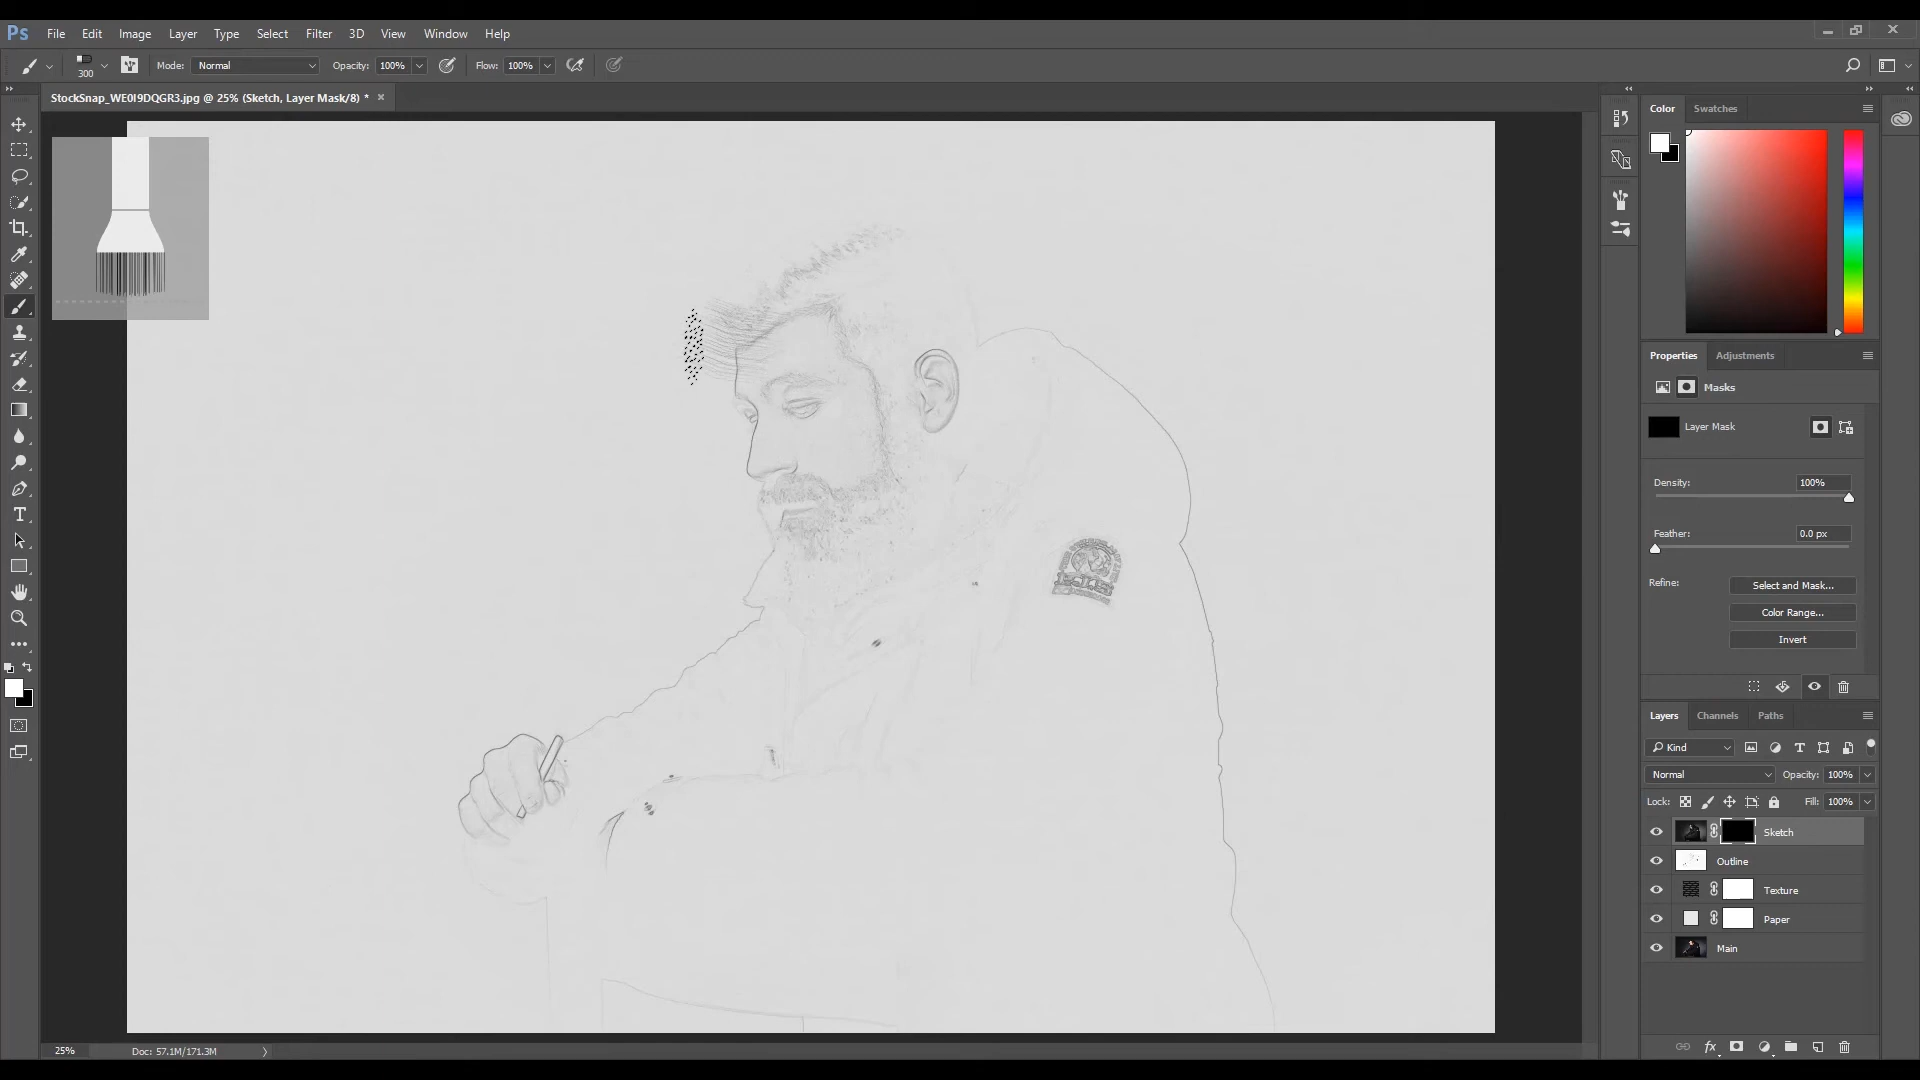 Ps File Edit Image Layer Type Select Filter 3D View Window Help
300 Mode: Normal Opacity: 100% Flow: 100%
StockSnap_WE0I9DQGR3.jpg @ 25% (Sketch, Layer Mask/8) * ×
Color Swatches
Properties Adjustments
Masks
Layer Mask
Density: 100%
Feather: 0.0 px
Refine: Select and Mask...
Color Range...
Invert
Layers Channels Paths
Kind
Normal Opacity: 100%
Lock: Fill: 100%
Sketch
Outline
Texture
Paper
Main
fx
25% Doc: 57.1M/171.3M